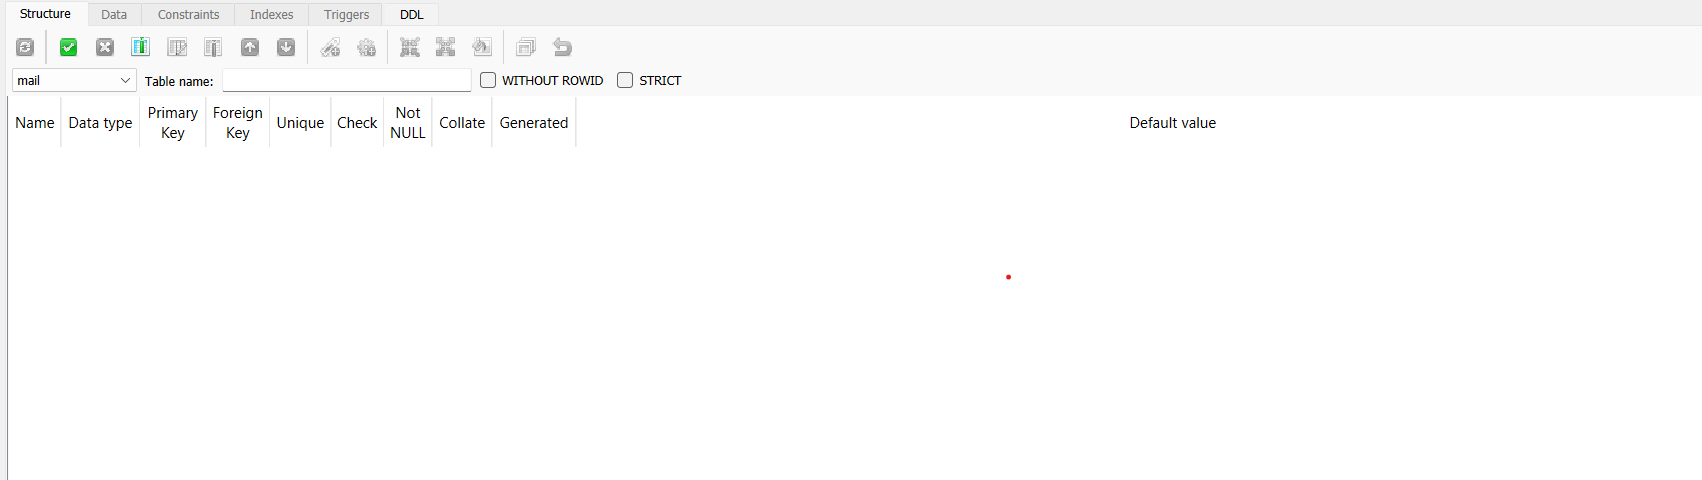 Structure Data Constraints Indexes Triggers DDL
mail Table name: WITHOUT ROWID STRICT
Name Data type Primary Key Foreign Key Unique Check Not NULL Collate Generated Default value